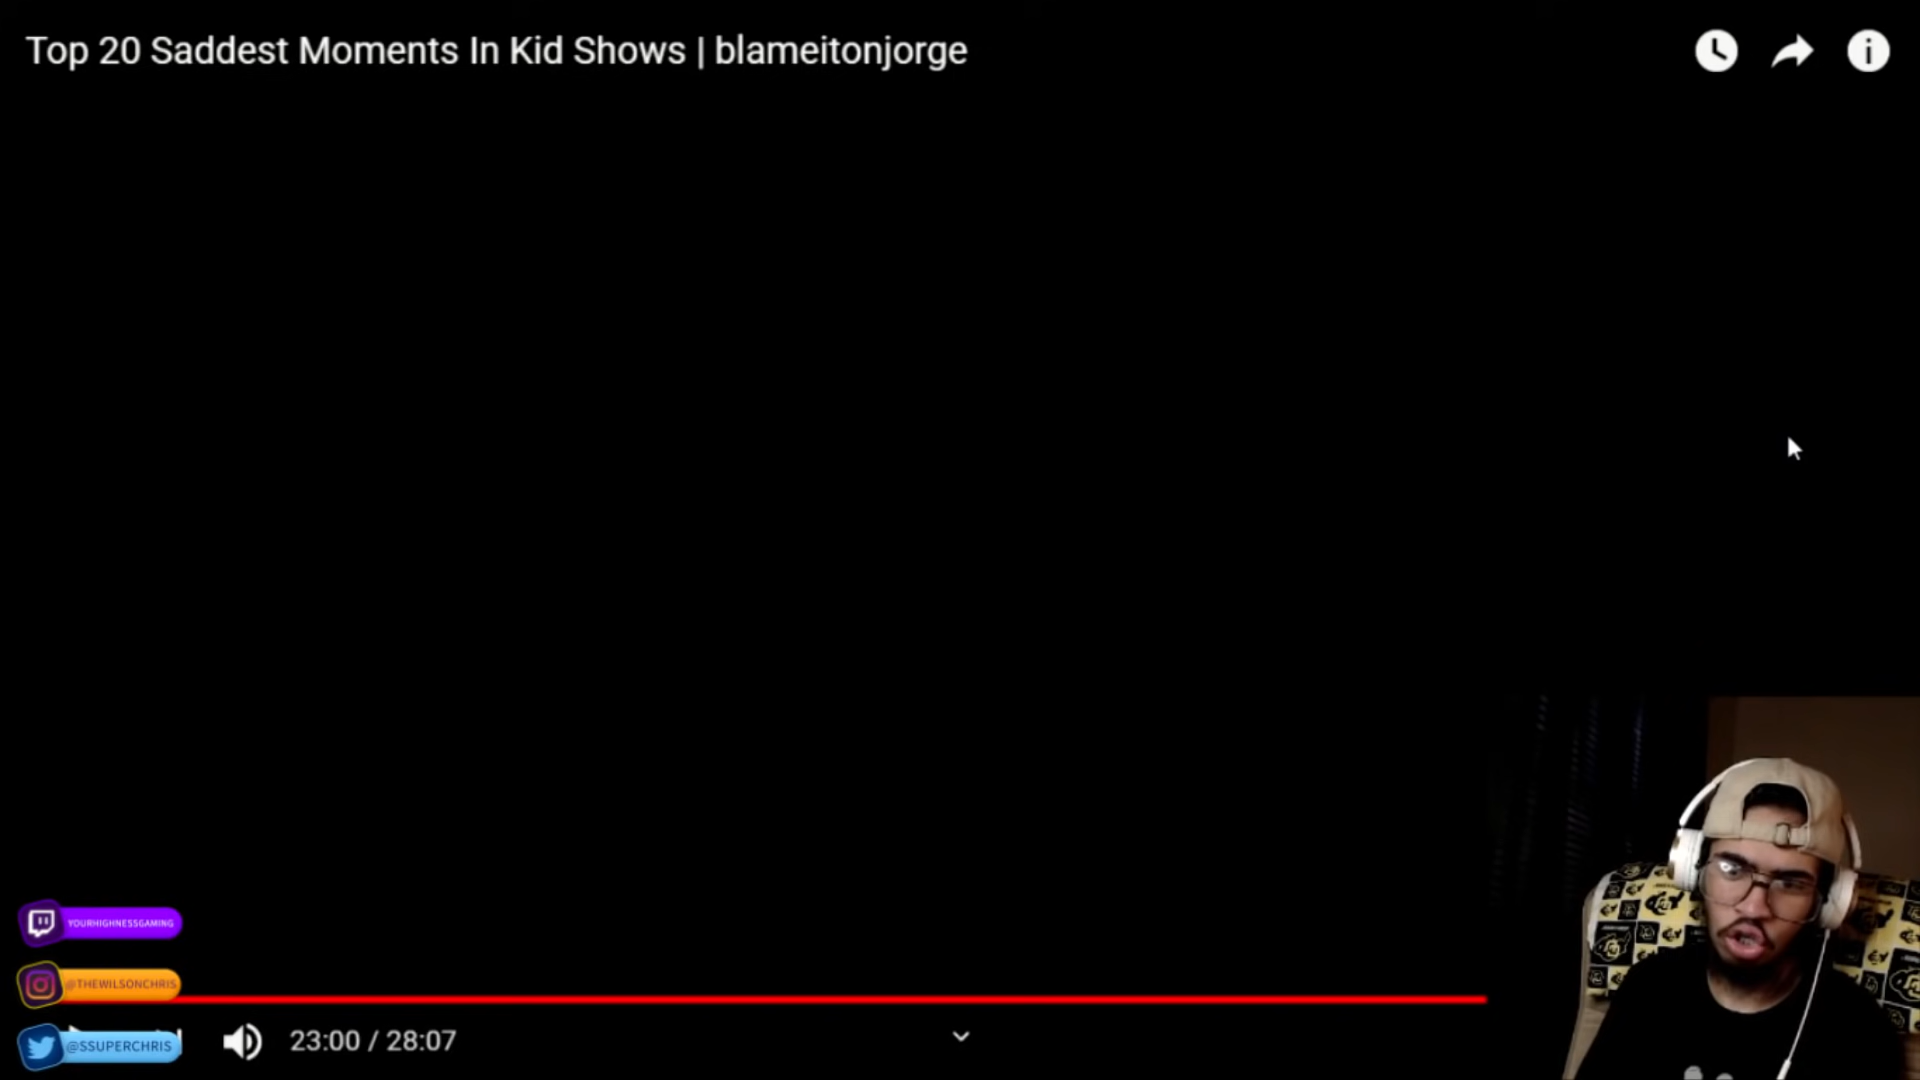 Top 20 Saddest Moments In Kid Shows | blameitonjorge
YOURHIGHNESSGAMING
@THEWILSONCHRIS
@SSUPERCHRIS
23:00 / 28:07